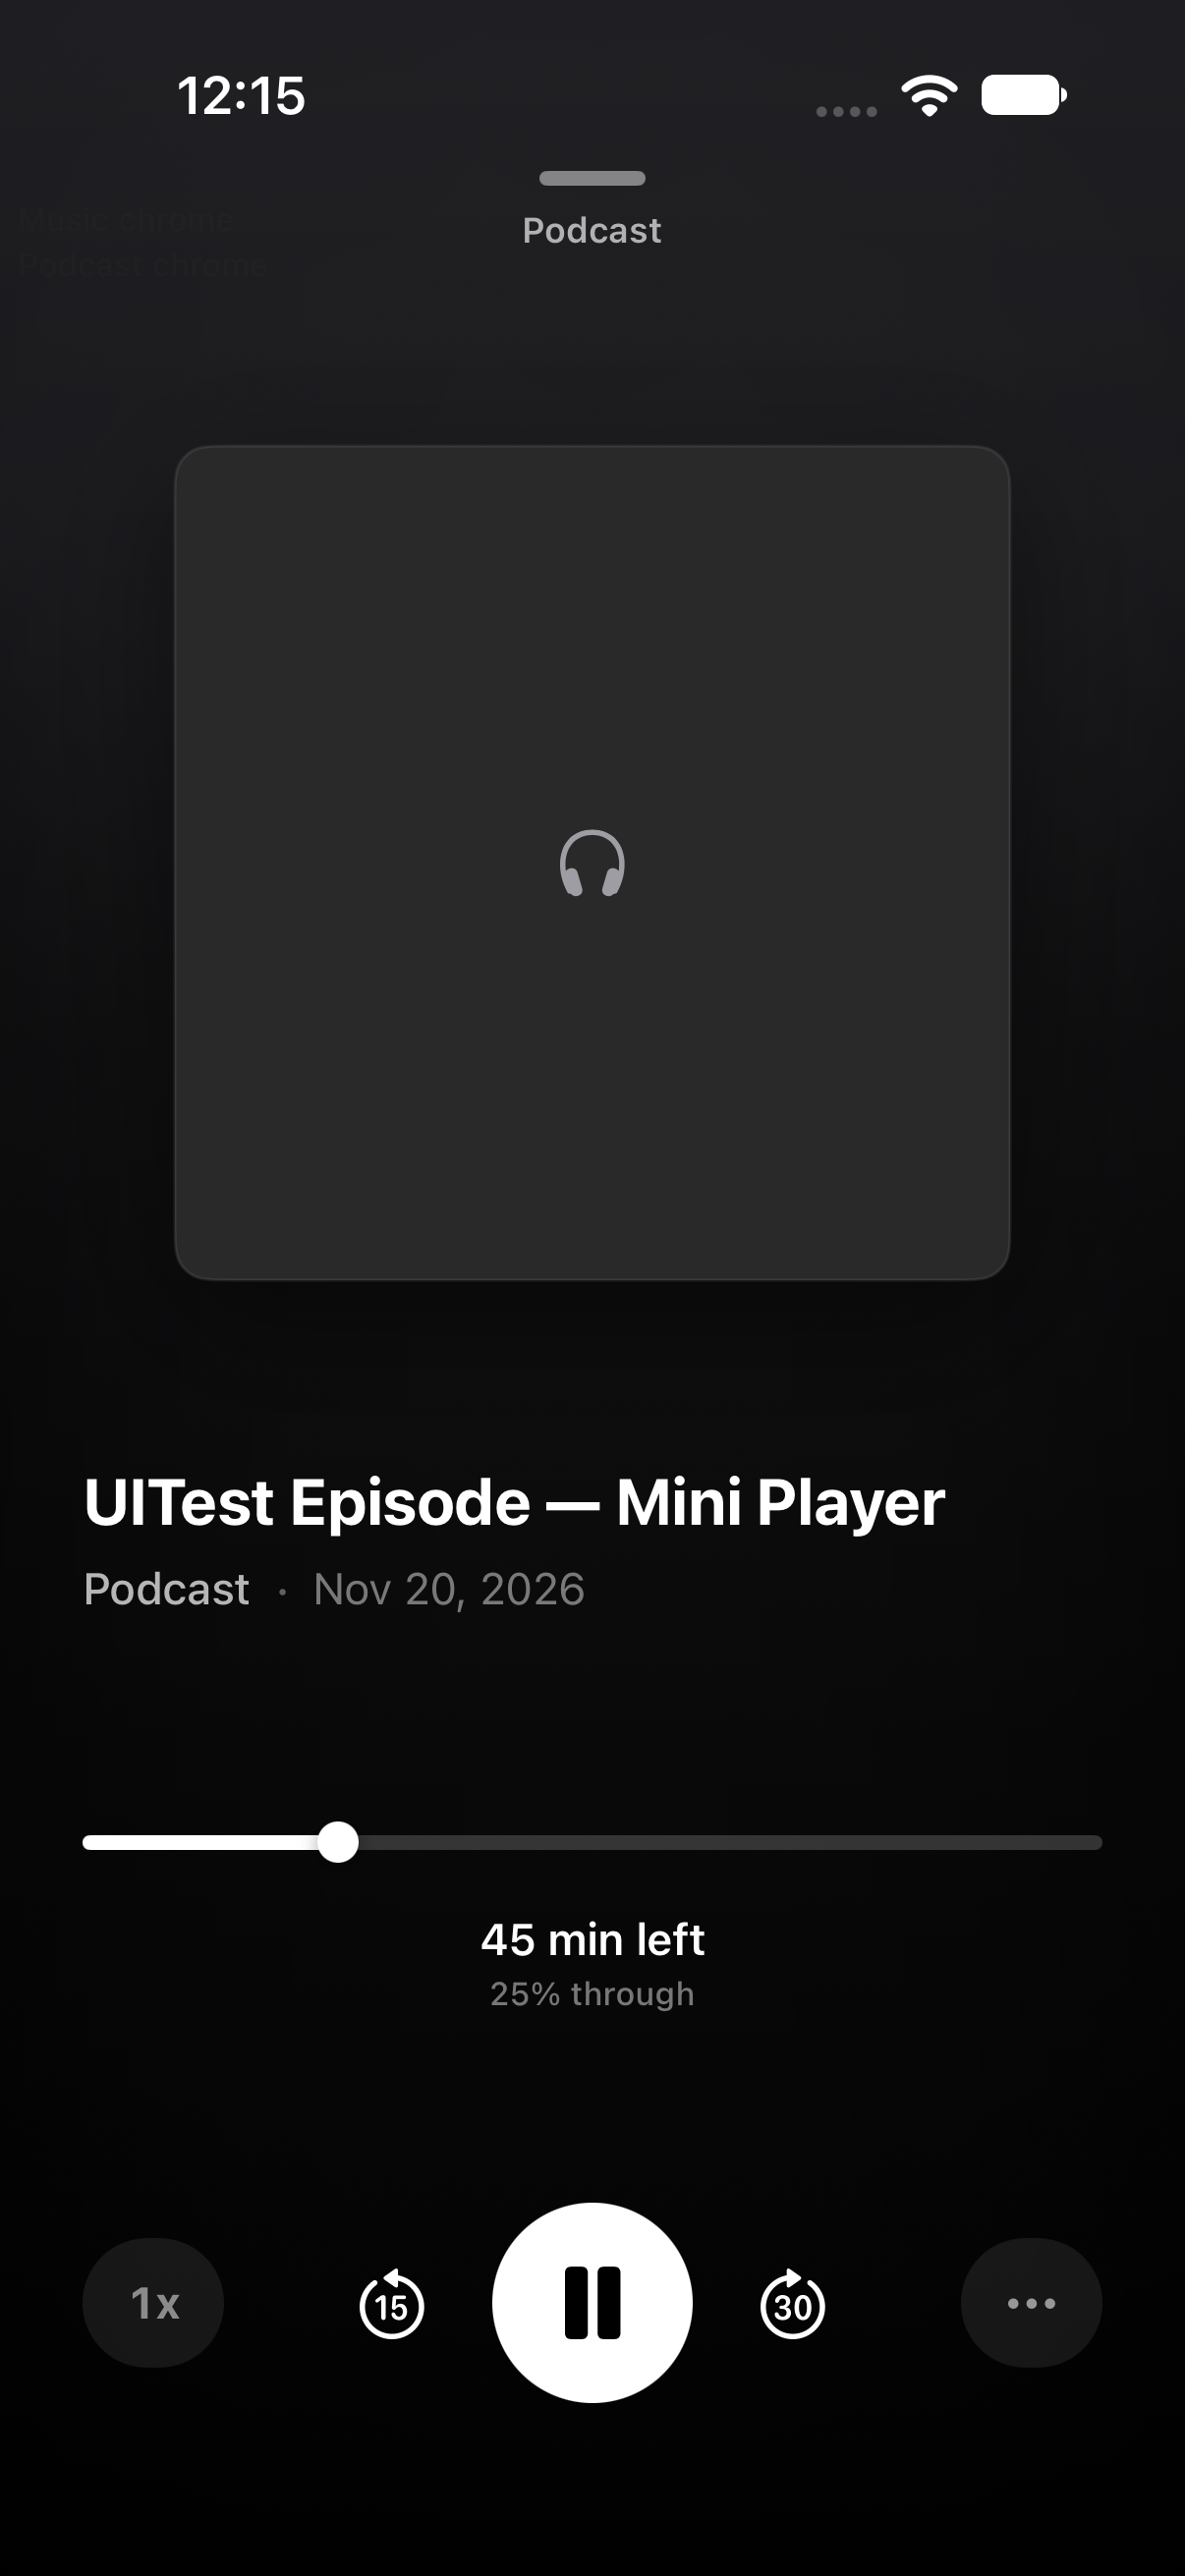 12:15
Podcast
Music chrome
Podcast chrome
UITest Episode — Mini Player
Podcast · Nov 20, 2026
45 min left
25% through
1x
15
30